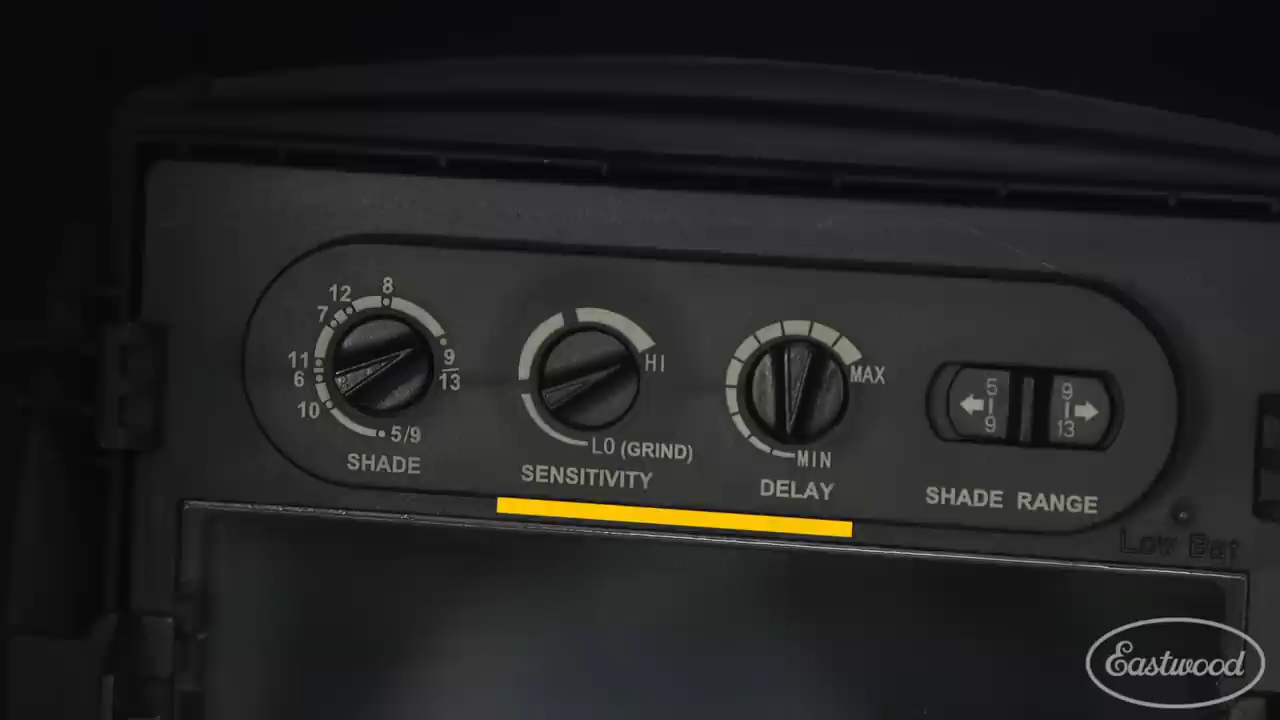 8
12
7
11
6
10
9
13
5/9
SHADE
HI
LO (GRIND)
SENSITIVITY
MAX
MIN
DELAY
5
9
9
13
SHADE RANGE
Low Bat
Eastwood